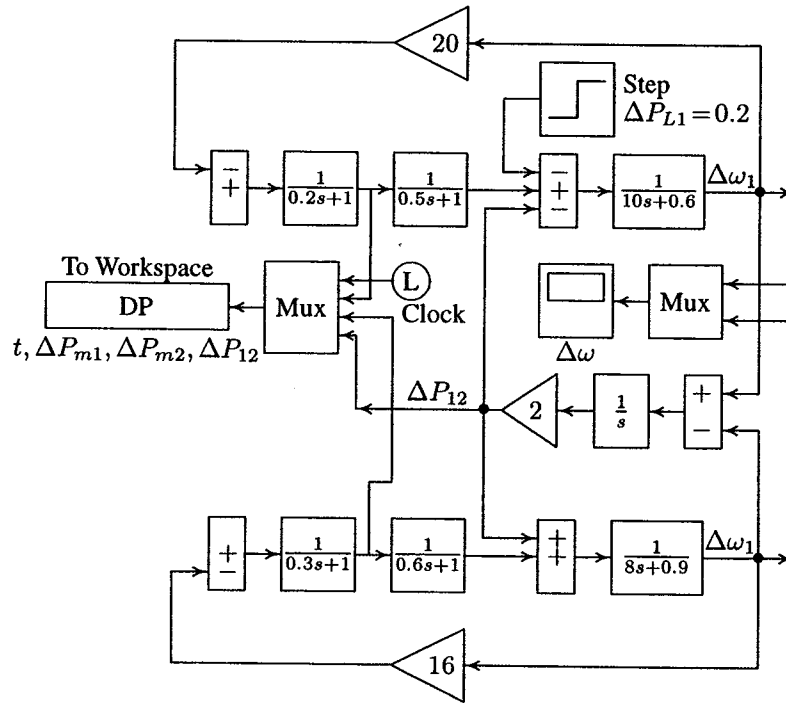 20
Step
ΔP_{L1} = 0.2
−
+
1
0.2s+1
1
0.5s+1
−
+
−
1
10s+0.6
Δω₁
To Workspace
DP
Mux
L
Clock
Mux
t, ΔP_{m1}, ΔP_{m2}, ΔP_{12}
Δω
ΔP_{12}
2
1
s
+
−
+
−
1
0.3s+1
1
0.6s+1
+
+
1
8s+0.9
Δω₁
16